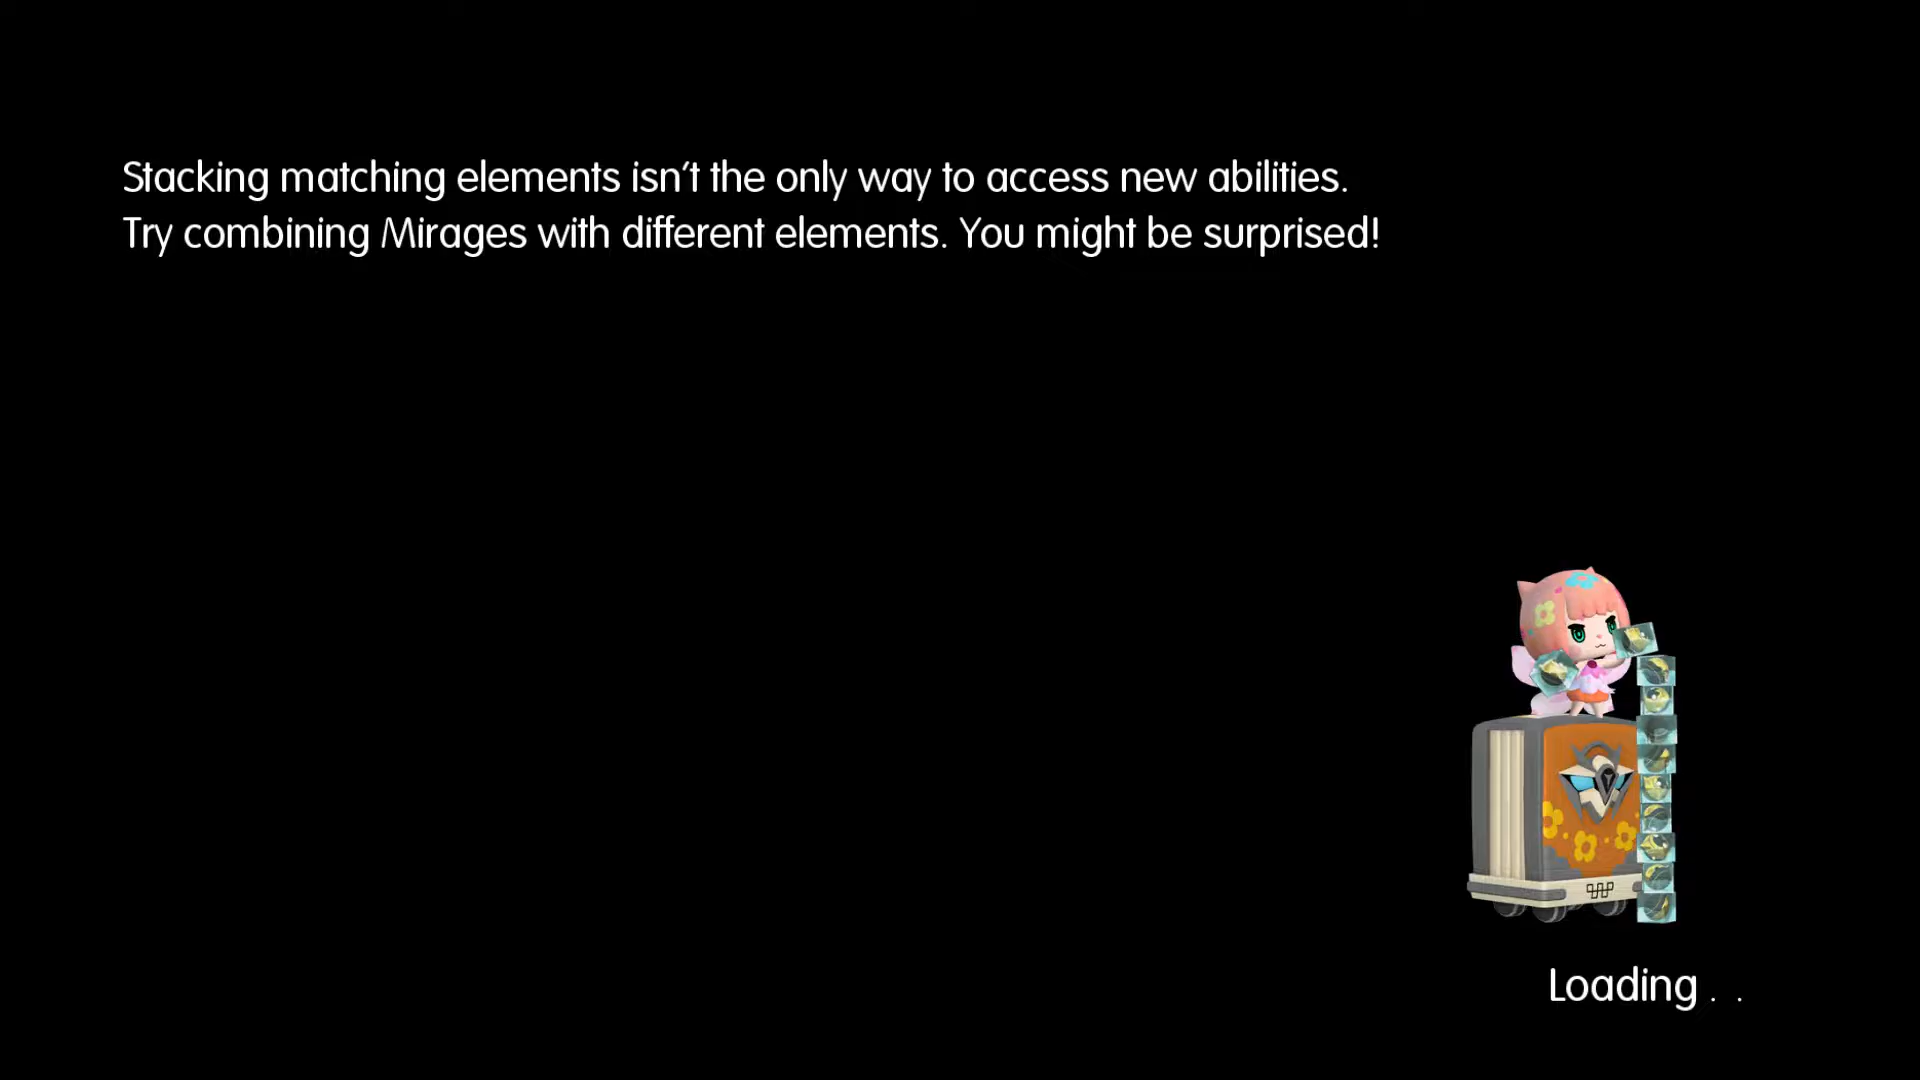 Stacking matching elements isn’t the only way to access new abilities.
Try combining Mirages with different elements. You might be surprised!
Loading . .